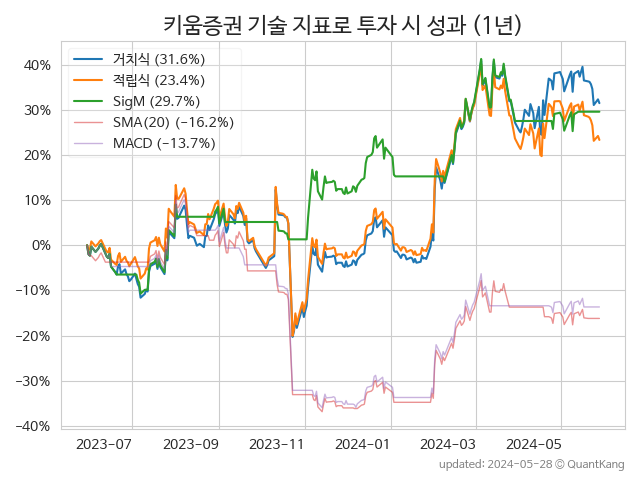 키움증권 기술 지표로 투자 시 성과 (1년)
거치식 (31.6%)
적립식 (23.4%)
SigM (29.7%)
SMA(20) (−16.2%)
MACD (−13.7%)
40%
30%
20%
10%
0%
−10%
−20%
−30%
−40%
2023−07 2023−09 2023−11 2024−01 2024−03 2024−05
updated: 2024-05-28 © QuantKang